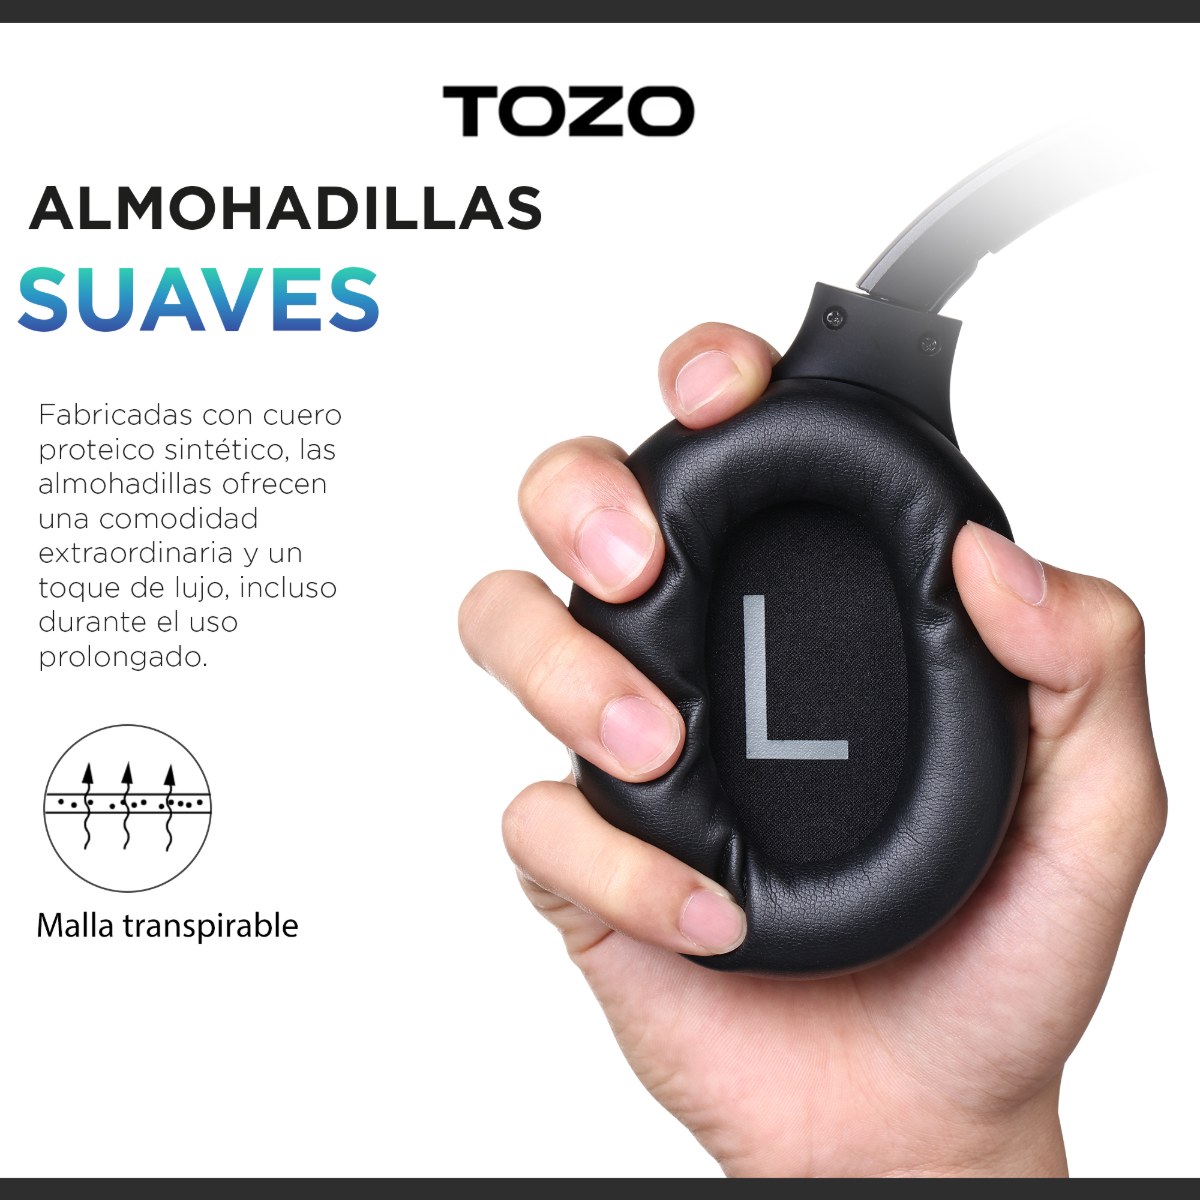 TOZO
ALMOHADILLAS
SUAVES
Fabricadas con cuero
proteico sintético, las
almohadillas ofrecen
una comodidad
extraordinaria y un
toque de lujo, incluso
durante el uso
prolongado.
L
Malla transpirable